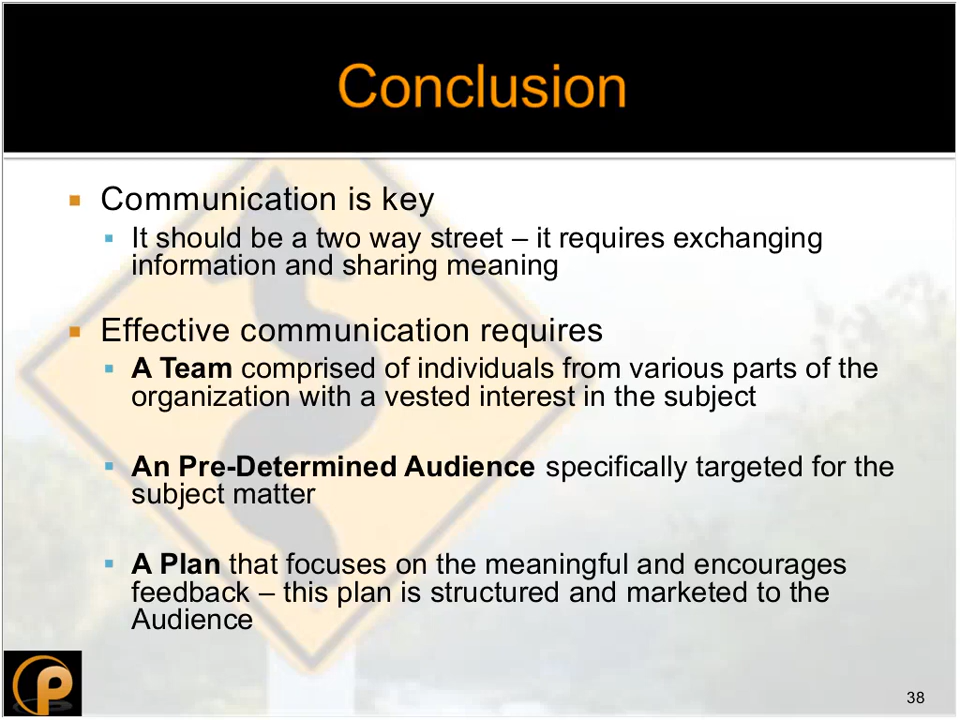 Conclusion
Communication is key
It should be a two way street – it requires exchanging
information and sharing meaning
Effective communication requires
A Team comprised of individuals from various parts of the
organization with a vested interest in the subject
An Pre-Determined Audience specifically targeted for the
subject matter
A Plan that focuses on the meaningful and encourages
feedback – this plan is structured and marketed to the
Audience
P
38